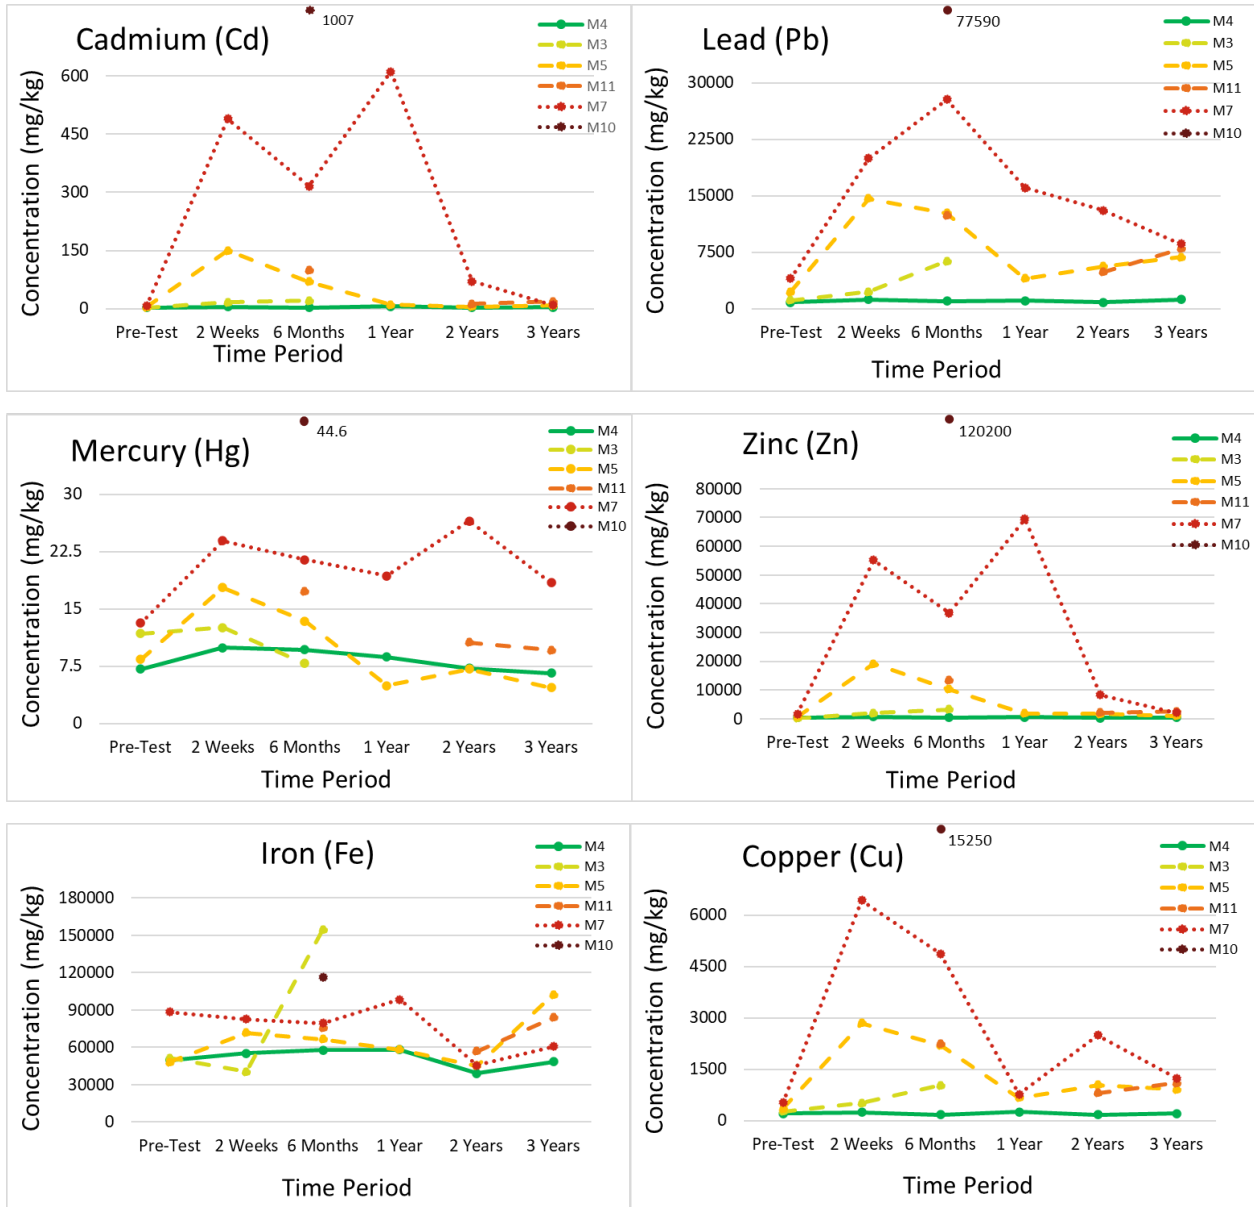 1007
Cadmium (Cd)
M4
M3
M5
M11
M7
M10
Concentration (mg/kg)
600
450
300
150
0
Pre-Test 2 Weeks 6 Months 1 Year 2 Years 3 Years
Time Period
77590
Lead (Pb)
M4
M3
M5
M11
M7
M10
Concentration (mg/kg)
30000
22500
15000
7500
0
Pre-Test 2 Weeks 6 Months 1 Year 2 Years 3 Years
Time Period
44.6
Mercury (Hg)
M4
M3
M5
M11
M7
M10
Concentration (mg/kg)
30
22.5
15
7.5
0
Pre-Test 2 Weeks 6 Months 1 Year 2 Years 3 Years
Time Period
120200
Zinc (Zn)
M4
M3
M5
M11
M7
M10
Concentration (mg/kg)
80000
70000
60000
50000
40000
30000
20000
10000
0
Pre-Test 2 Weeks 6 Months 1 Year 2 Years 3 Years
Time Period
Iron (Fe)
M4
M3
M5
M11
M7
M10
Concentration (mg/kg)
180000
150000
120000
90000
60000
30000
0
Pre-Test 2 Weeks 6 Months 1 Year 2 Years 3 Years
Time Period
15250
Copper (Cu)
M4
M3
M5
M11
M7
M10
Concentration (mg/kg)
6000
4500
3000
1500
0
Pre-Test 2 Weeks 6 Months 1 Year 2 Years 3 Years
Time Period